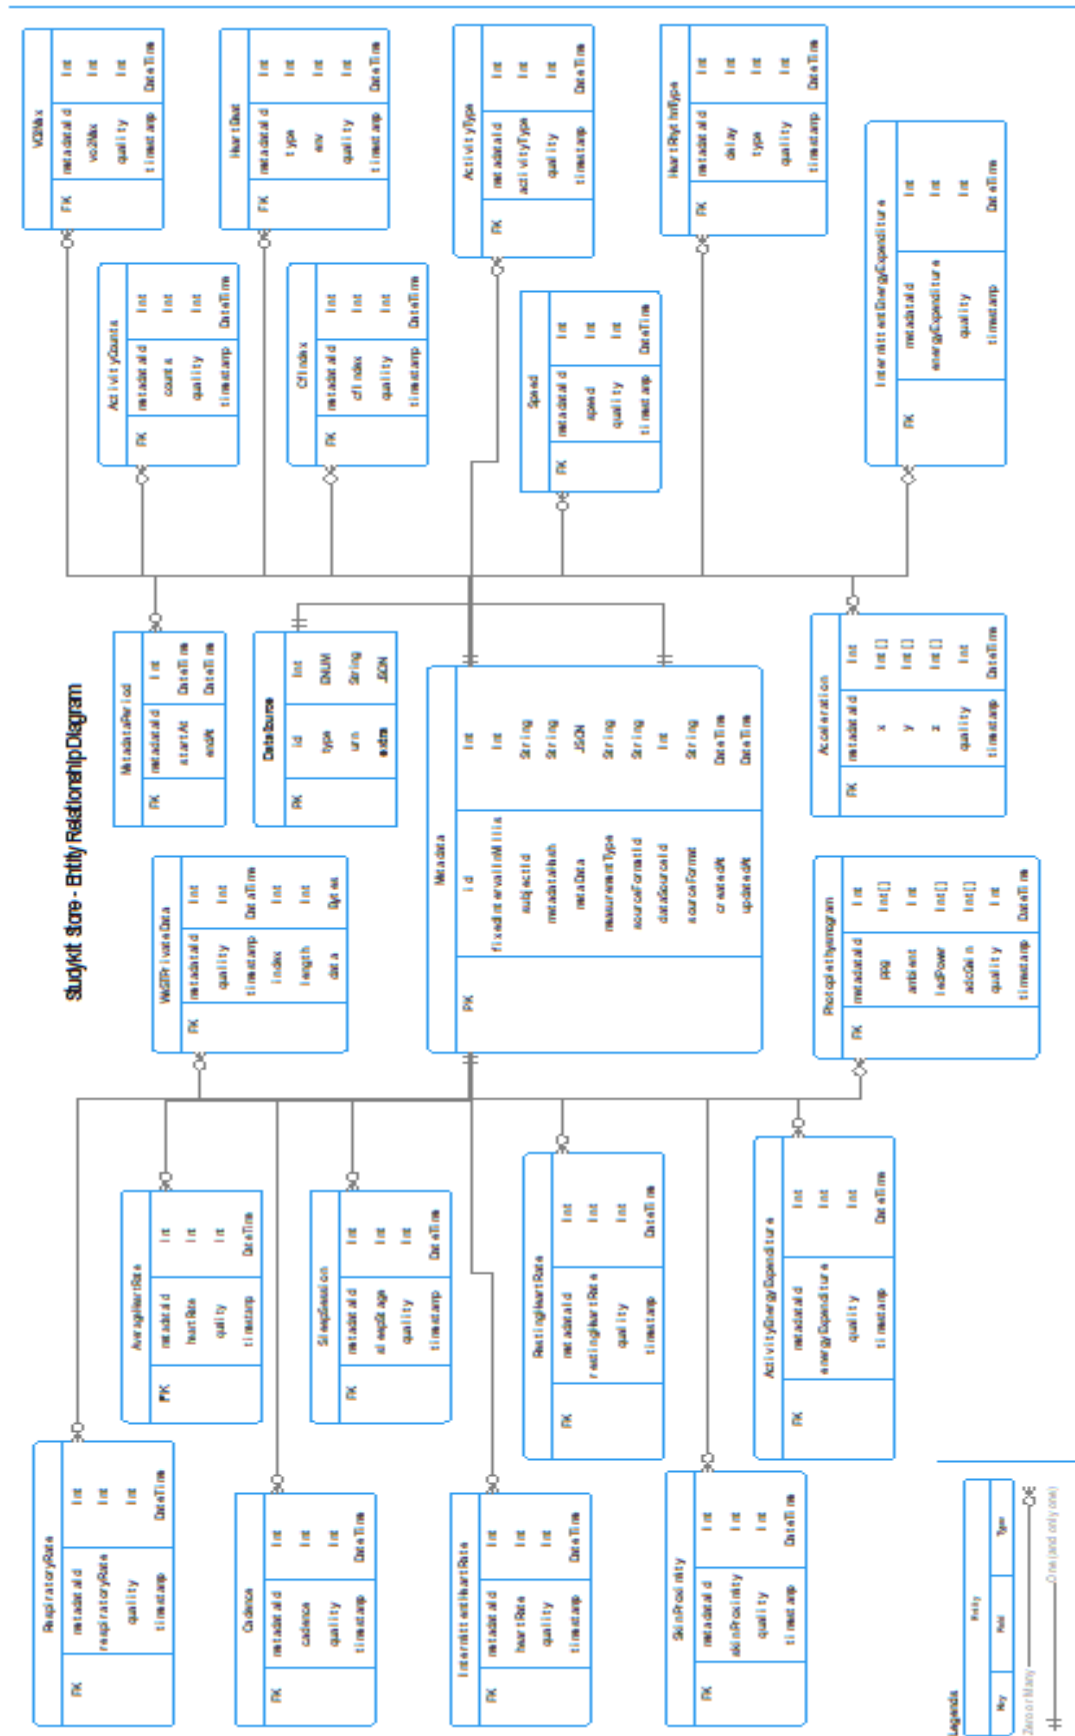 Studykit Store - Entity Relationship Diagram
RespiratoryRate
FK metadataId Int
respiratoryRate Int
quality Int
timestamp DateTime
AverageHeartRate
FK metadataId Int
heartRate Int
quality Int
timestamp DateTime
Cadence
FK metadataId Int
cadence Int
quality Int
timestamp DateTime
SleepSession
FK metadataId Int
sleepStage Int
quality Int
timestamp DateTime
IntermittentHeartRate
FK metadataId Int
heartRate Int
quality Int
timestamp DateTime
RestingHeartRate
FK metadataId Int
restingHeartRate Int
quality Int
timestamp DateTime
SkinProximity
FK metadataId Int
skinProximity Int
quality Int
timestamp DateTime
ActivityEnergyExpenditure
FK metadataId Int
energyExpenditure Int
quality Int
timestamp DateTime
PrivateData
FK metadataId Int
quality Int
timestamp DateTime
index Int
length Int
data Bytes
MetadataPeriod
FK metadataId Int
startAt DateTime
endAt DateTime
DataSource
PK id Int
type ENUM
urn String
extra JSON
Metadata
PK id Int
fixedIntervalInMillis Int
subjectId String
metadataHash String
metaData JSON
measurementType String
sourceFormatId String
dataSourceId Int
sourceFormat String
createdAt DateTime
updatedAt DateTime
Photoplethysmogram
FK metadataId Int
ppg Int[]
ambient Int
ledPower Int[]
adcGain Int[]
quality Int
timestamp DateTime
Acceleration
FK metadataId Int
x Int[]
y Int[]
z Int[]
quality Int
timestamp DateTime
VO2Max
FK metadataId Int
vo2Max Int
quality Int
timestamp DateTime
ActivityCounts
FK metadataId Int
counts Int
quality Int
timestamp DateTime
HeartBeat
FK metadataId Int
type Int
env Int
quality Int
timestamp DateTime
CflIndex
FK metadataId Int
cflIndex Int
quality Int
timestamp DateTime
ActivityType
FK metadataId Int
activityType Int
quality Int
timestamp DateTime
Speed
FK metadataId Int
speed Int
quality Int
timestamp DateTime
HeartRhythmType
FK metadataId Int
delay Int
type Int
quality Int
timestamp DateTime
IntermittentEnergyExpenditure
FK metadataId Int
energyExpenditure Int
quality Int
timestamp DateTime
Legends
Entity
Key Field Type
Zero or Many
One (and only one)